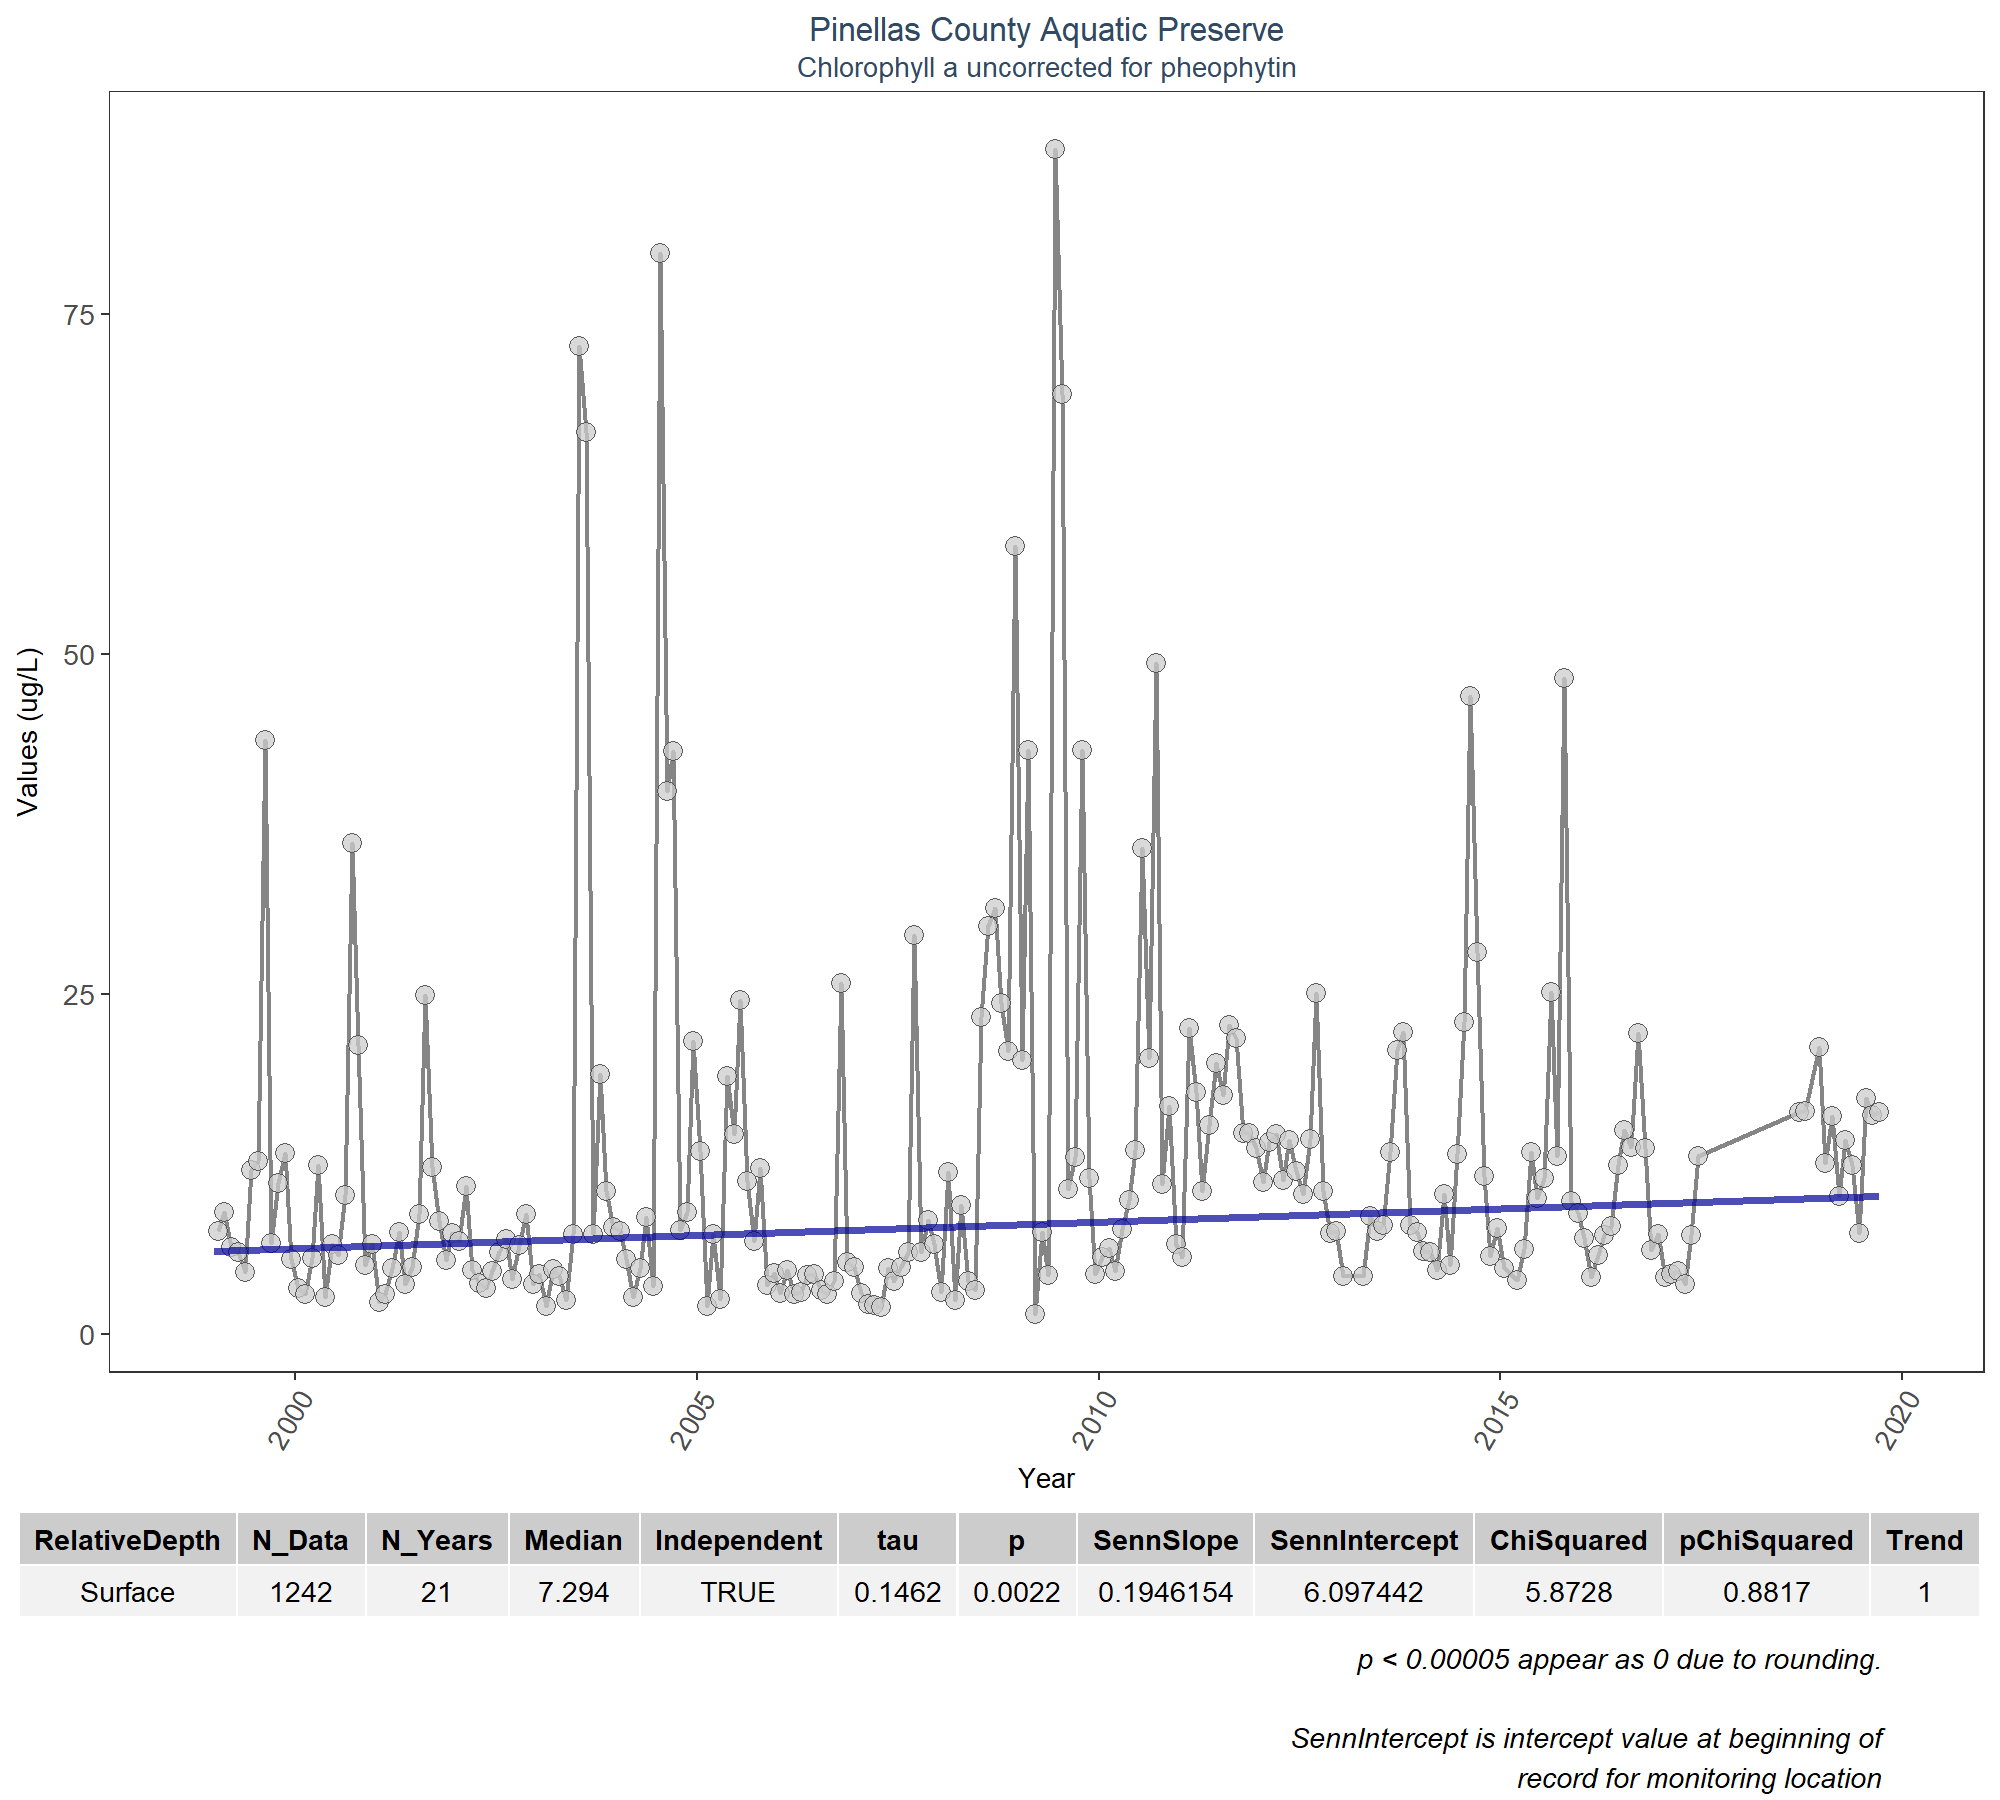 Pinellas County Aquatic Preserve
Chlorophyll a uncorrected for pheophytin
Values (ug/L)
75
50
25
0
2000
2005
2010
2015
2020
Year
RelativeDepth N_Data N_Years Median Independent tau p SennSlope SennIntercept ChiSquared pChiSquared Trend
Surface 1242 21 7.294 TRUE 0.1462 0.0022 0.1946154 6.097442 5.8728 0.8817 1
p < 0.00005 appear as 0 due to rounding.
SennIntercept is intercept value at beginning of
record for monitoring location